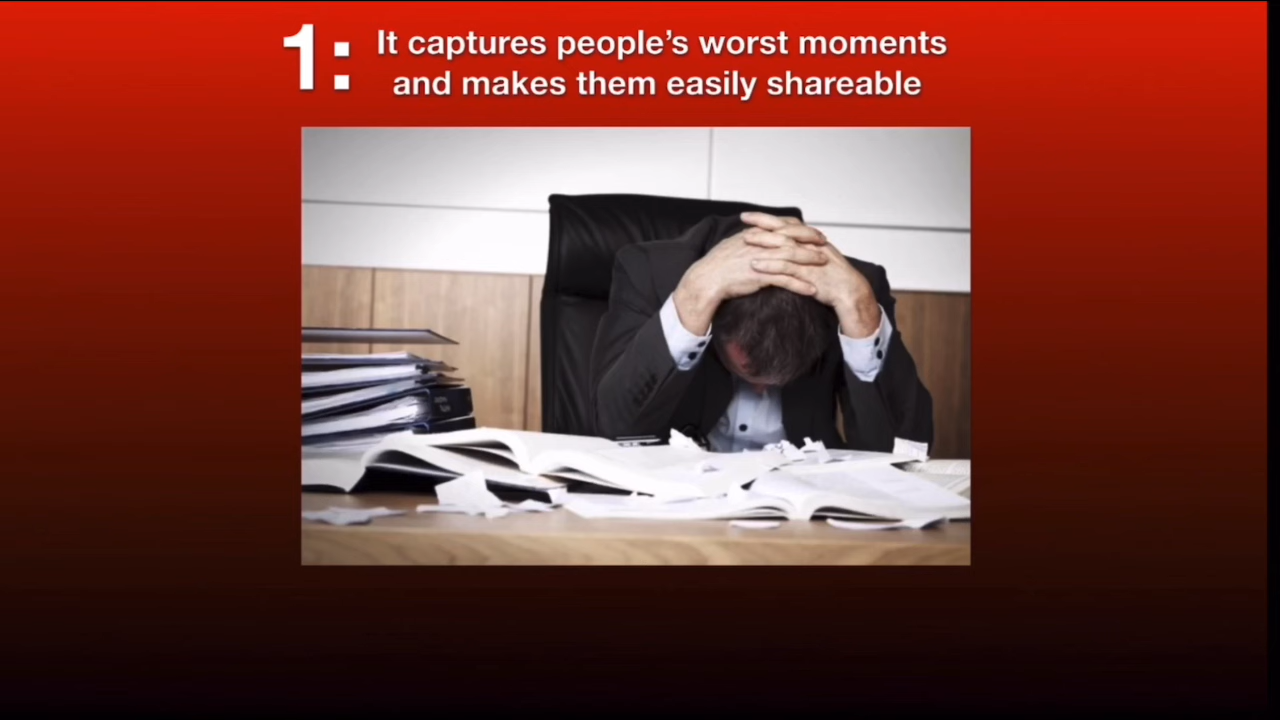 1: It captures people’s worst moments
and makes them easily shareable